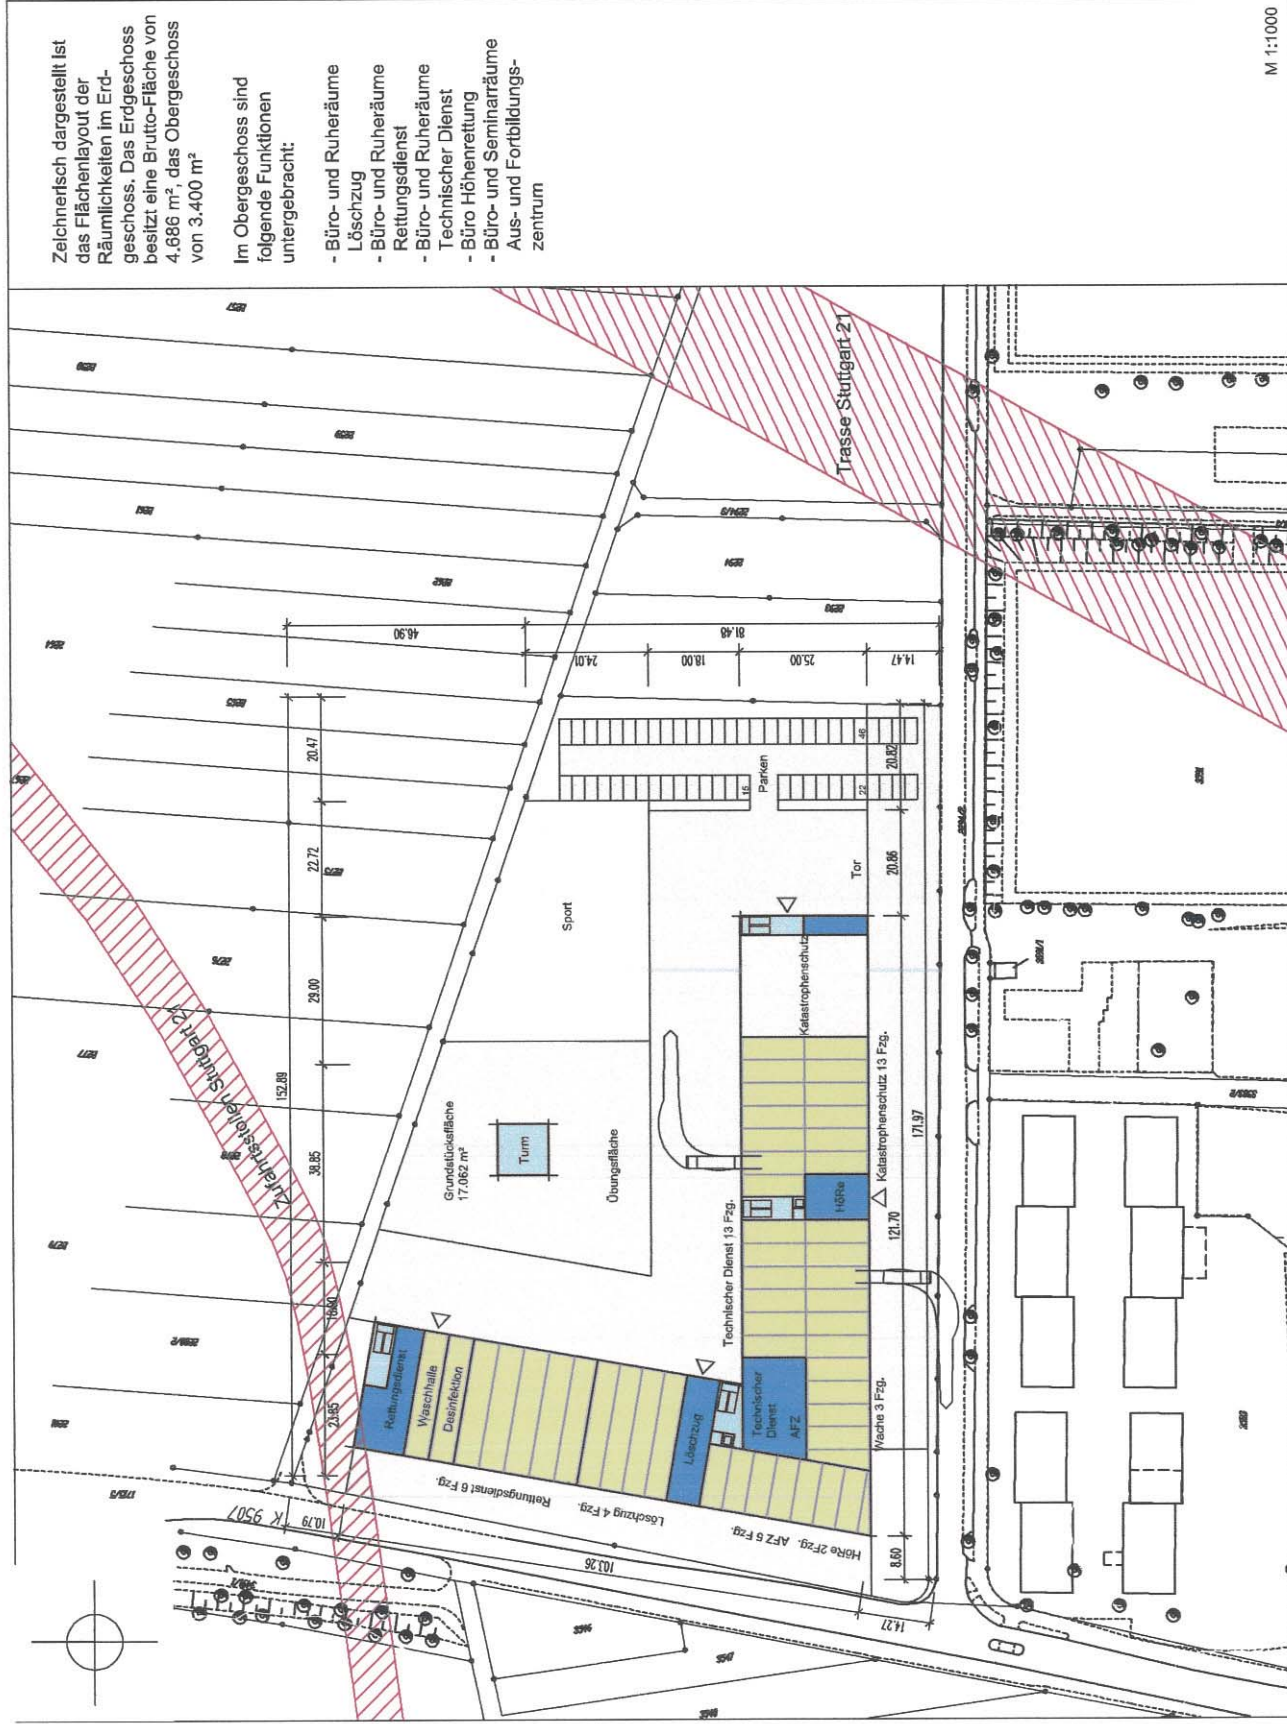 Zeichnerisch dargestellt ist
das Flächenlayout der
Räumlichkeiten im Erd-
geschoss. Das Erdgeschoss
besitzt eine Brutto-Fläche von
4.686 m², das Obergeschoss
von 3.400 m²
Im Obergeschoss sind
folgende Funktionen
untergebracht:
- Büro- und Ruheräume
Löschzug
- Büro- und Ruheräume
Rettungsdienst
- Büro- und Ruheräume
Technischer Dienst
- Büro Höhenrettung
- Büro- und Seminarräume
Aus- und Fortbildungs-
zentrum
M 1:1000
Trasse Stuttgart 21
Zufahrtsstollen Stuttgart 21
K 9507
152.89
23.85
16.90
38.85
29.00
22.72
20.47
46.90
81.48
24.01
18.00
25.00
14.47
Grundstücksfläche
17.062 m²
Turm
Übungsfläche
Sport
Parken
15
22
46
Tor
Rettungsdienst
Waschhalle
Desinfektion
Löschzug
Technischer
Dienst
AFZ
HöRe
Katastrophenschutz
Rettungsdienst 6 Fzg.
Löschzug 4 Fzg.
AFZ 5 Fzg.
HöRe 2Fzg.
Wache 3 Fzg.
Technischer Dienst 13 Fzg.
Katastrophenschutz 13 Fzg.
8.60
121.70
20.86
20.82
171.97
10.79
103.26
14.27